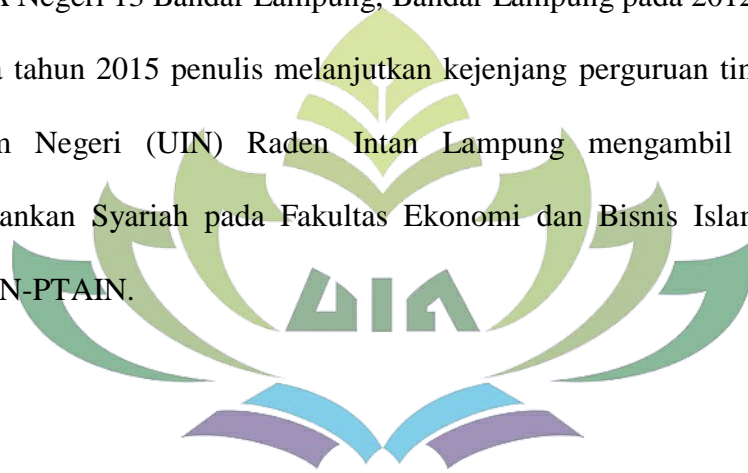 A Negeri 13 Bandar Lampung, Bandar Lampung pada 2012
tahun 2015 penulis melanjutkan kejenjang perguruan tin
Negeri (UIN) Raden Intan Lampung mengambil
ankan Syariah pada Fakultas Ekonomi dan Bisnis Islan
N-PTAIN.
UIN